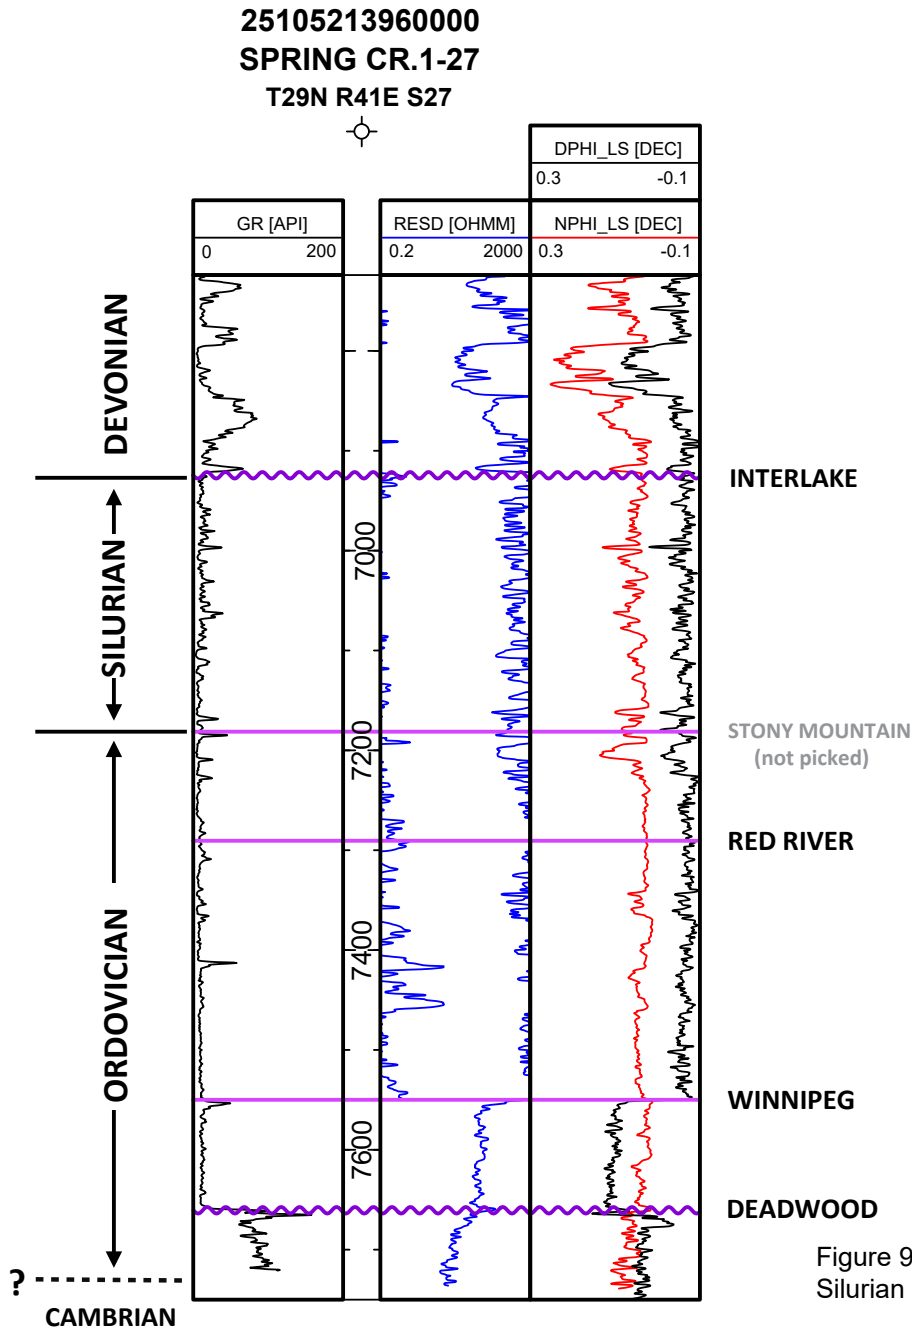 25105213960000
SPRING CR.1-27
T29N R41E S27
DPHI_LS [DEC]
0.3 -0.1
GR [API]
0 200
RESD [OHMM]
0.2 2000
NPHI_LS [DEC]
0.3 -0.1
DEVONIAN
INTERLAKE
7000
SILURIAN
STONY MOUNTAIN
(not picked)
7200
RED RIVER
ORDOVICIAN
7400
WINNIPEG
7600
DEADWOOD
Figure 9
Silurian
?
CAMBRIAN